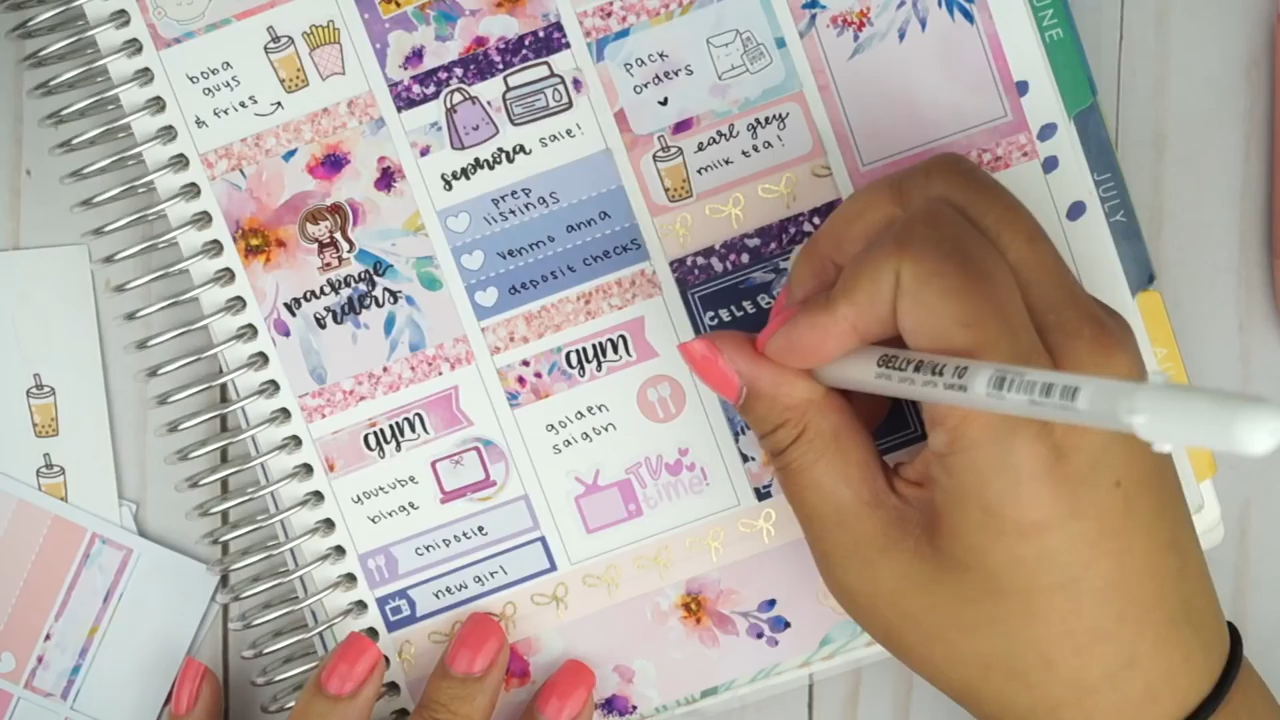 boba
guys
& fries
package
orders
gym
youtube
binge
chipotle
new girl
sephora sale!
prep
listings
venmo anna
deposit checks
gym
golden
saigon
TV
time!
pack
orders
earl grey
milk tea!
CELEB
JUNE
JULY
GELLY ROLL 10